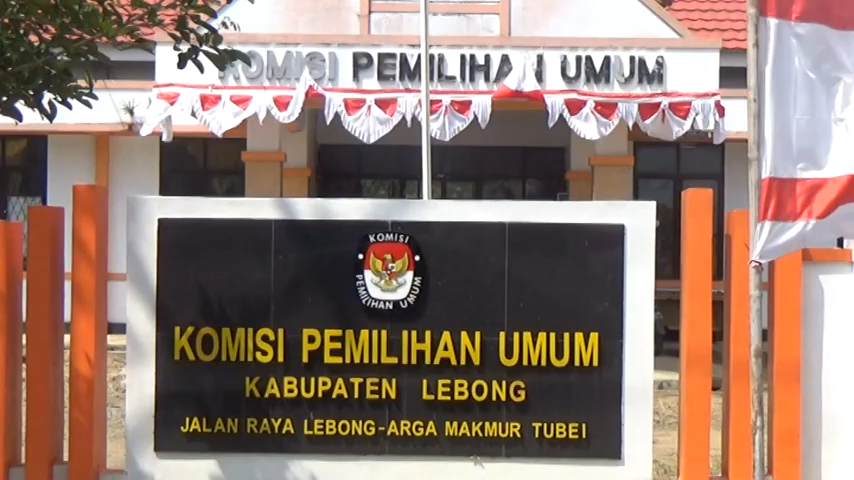 KOMISI PEMILIHAN UMUM
KOMISI
PEMILIHAN UMUM
KOMISI PEMILIHAN UMUM
KABUPATEN LEBONG
JALAN RAYA LEBONG-ARGA MAKMUR TUBEI